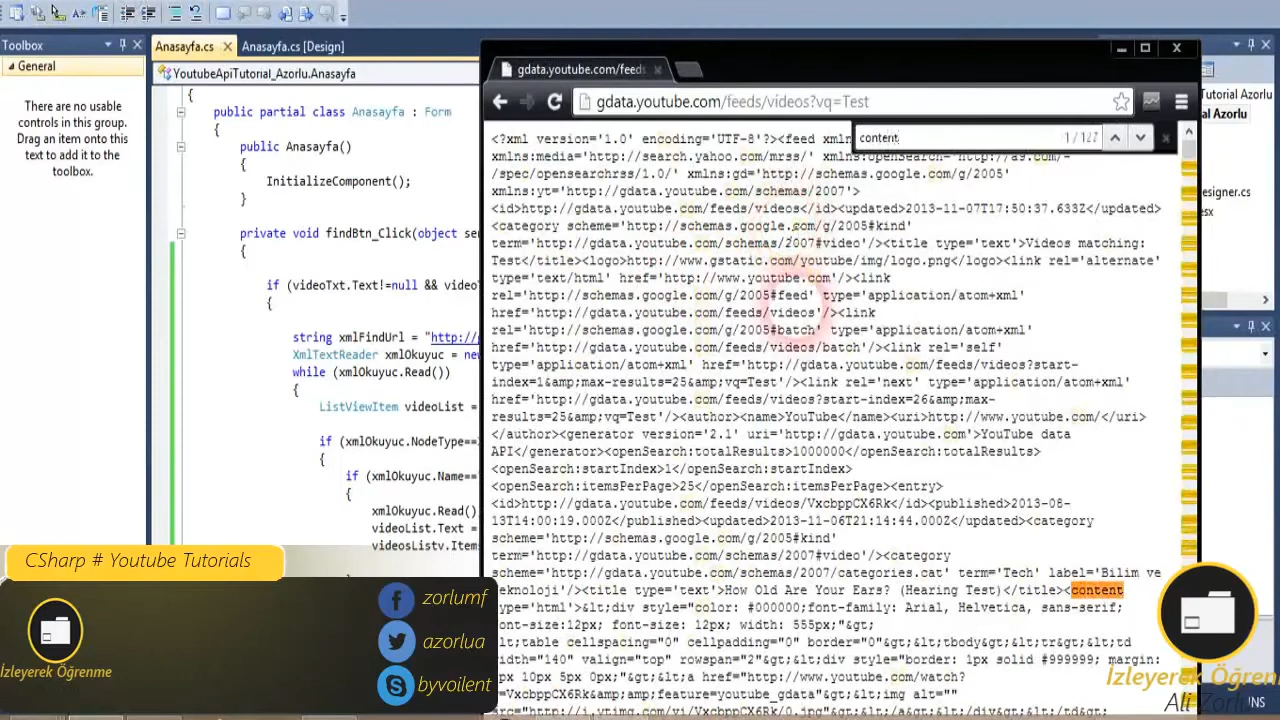 Toolbox
General
There are no usable
controls in this group.
Drag an item onto this
text to add it to the
toolbox.
Anasayfa.cs
Anasayfa.cs [Design]
YoutubeApiTutorial_Azorlu.Anasayfa
{
public partial class Anasayfa : Form
{
public Anasayfa()
{
InitializeComponent();
}
private void findBtn_Click(object
{
if (videoTxt.Text!=null &&
{
string xmlFindUrl = "http://
XmlTextReader xmlOkuyuc =
while (xmlOkuyuc.Read())
{
ListViewItem videoList =
if (xmlOkuyuc.NodeType==
{
if (xmlOkuyuc.Name==
{
xmlOkuyuc.Read()
videoList.Text =
gdata.youtube.com/feeds
gdata.youtube.com/feeds/videos?vq=Test
content
1 / 127
<?xml version='1.0' encoding='UTF-8'?><feed
xmlns:media='http://search.yahoo.com/mrss/'
/spec/opensearchrss/1.0/' xmlns:gd='http://schemas.google.com/g/2005'
xmlns:yt='http://gdata.youtube.com/schemas/2007'>
<id>http://gdata.youtube.com/feeds/videos</id><updated>2013-11-07T17:50:37.633Z</updated>
<category scheme='http://schemas.google.com/g/2005#kind'
term='http://gdata.youtube.com/schemas/2007#video'/><title type='text'>Videos matching:
Test</title><logo>http://www.gstatic.com/youtube/img/logo.png</logo><link rel='alternate'
type='text/html' href='http://www.youtube.com'/><link
rel='http://schemas.google.com/g/2005#feed' type='application/atom+xml'
href='http://gdata.youtube.com/feeds/videos'/><link
rel='http://schemas.google.com/g/2005#batch' type='application/atom+xml'
href='http://gdata.youtube.com/feeds/videos/batch'/><link rel='self'
type='application/atom+xml' href='http://gdata.youtube.com/feeds/videos?start-
index=1&amp;max-results=25&amp;vq=Test'/><link rel='next' type='application/atom+xml'
href='http://gdata.youtube.com/feeds/videos?start-index=26&amp;max-
results=25&amp;vq=Test'/><author><name>YouTube</name><uri>http://www.youtube.com/</uri>
</author><generator version='2.1' uri='http://gdata.youtube.com'>YouTube data
API</generator><openSearch:totalResults>1000000</openSearch:totalResults>
<openSearch:startIndex>1</openSearch:startIndex>
<openSearch:itemsPerPage>25</openSearch:itemsPerPage><entry>
<id>http://gdata.youtube.com/feeds/videos/VxcbppCX6Rk</id><published>2013-08-
13T14:00:19.000Z</published><updated>2013-11-06T21:14:44.000Z</updated><category
scheme='http://schemas.google.com/g/2005#kind'
term='http://gdata.youtube.com/schemas/2007#video'/><category
scheme='http://gdata.youtube.com/schemas/2007/categories.cat' term='Tech' label='Bilim ve
eknoloji'/><title type='text'>How Old Are Your Ears? (Hearing Test)</title><content
type='html'>&lt;div style="color: #000000;font-family: Arial, Helvetica, sans-serif;
font-size:12px; font-size: 12px; width: 555px;"&gt;
&lt;table cellspacing="0" cellpadding="0" border="0"&gt;&lt;tbody&gt;&lt;tr&gt;&lt;td
width="140" valign="top" rowspan="2"&gt;&lt;div style="border: 1px solid #999999; margin:
px 10px 5px 0px;"&gt;&lt;a href="http://www.youtube.com/watch?
=VxcbppCX6Rk&amp;amp;feature=youtube_gdata"&gt;&lt;img alt=""
Tutorial Azorlu
al Azorlu
CSharp # Youtube Tutorials
zorlumf
azorlua
byvoilent
İzleyerek Öğrenme
İzleyerek Öğren
Ali Zorlu